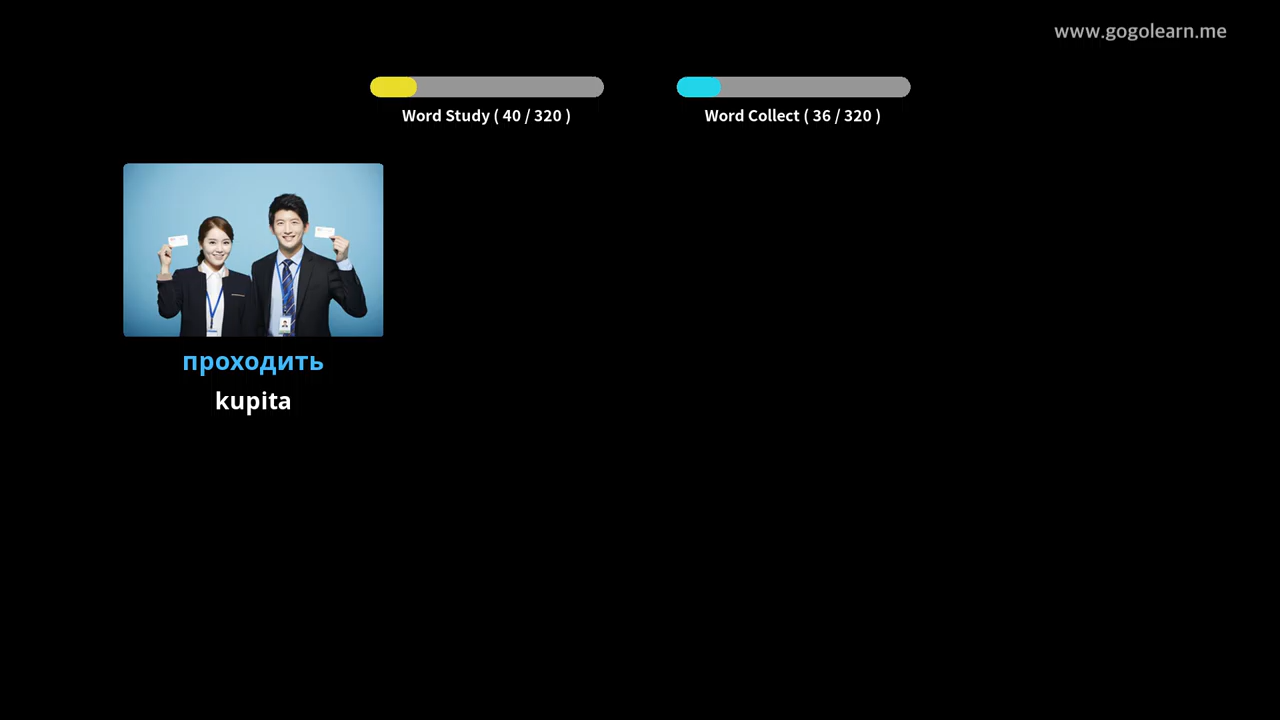 www.gogolearn.me
Word Study ( 40 / 320 )
Word Collect ( 36 / 320 )
проходить
kupita